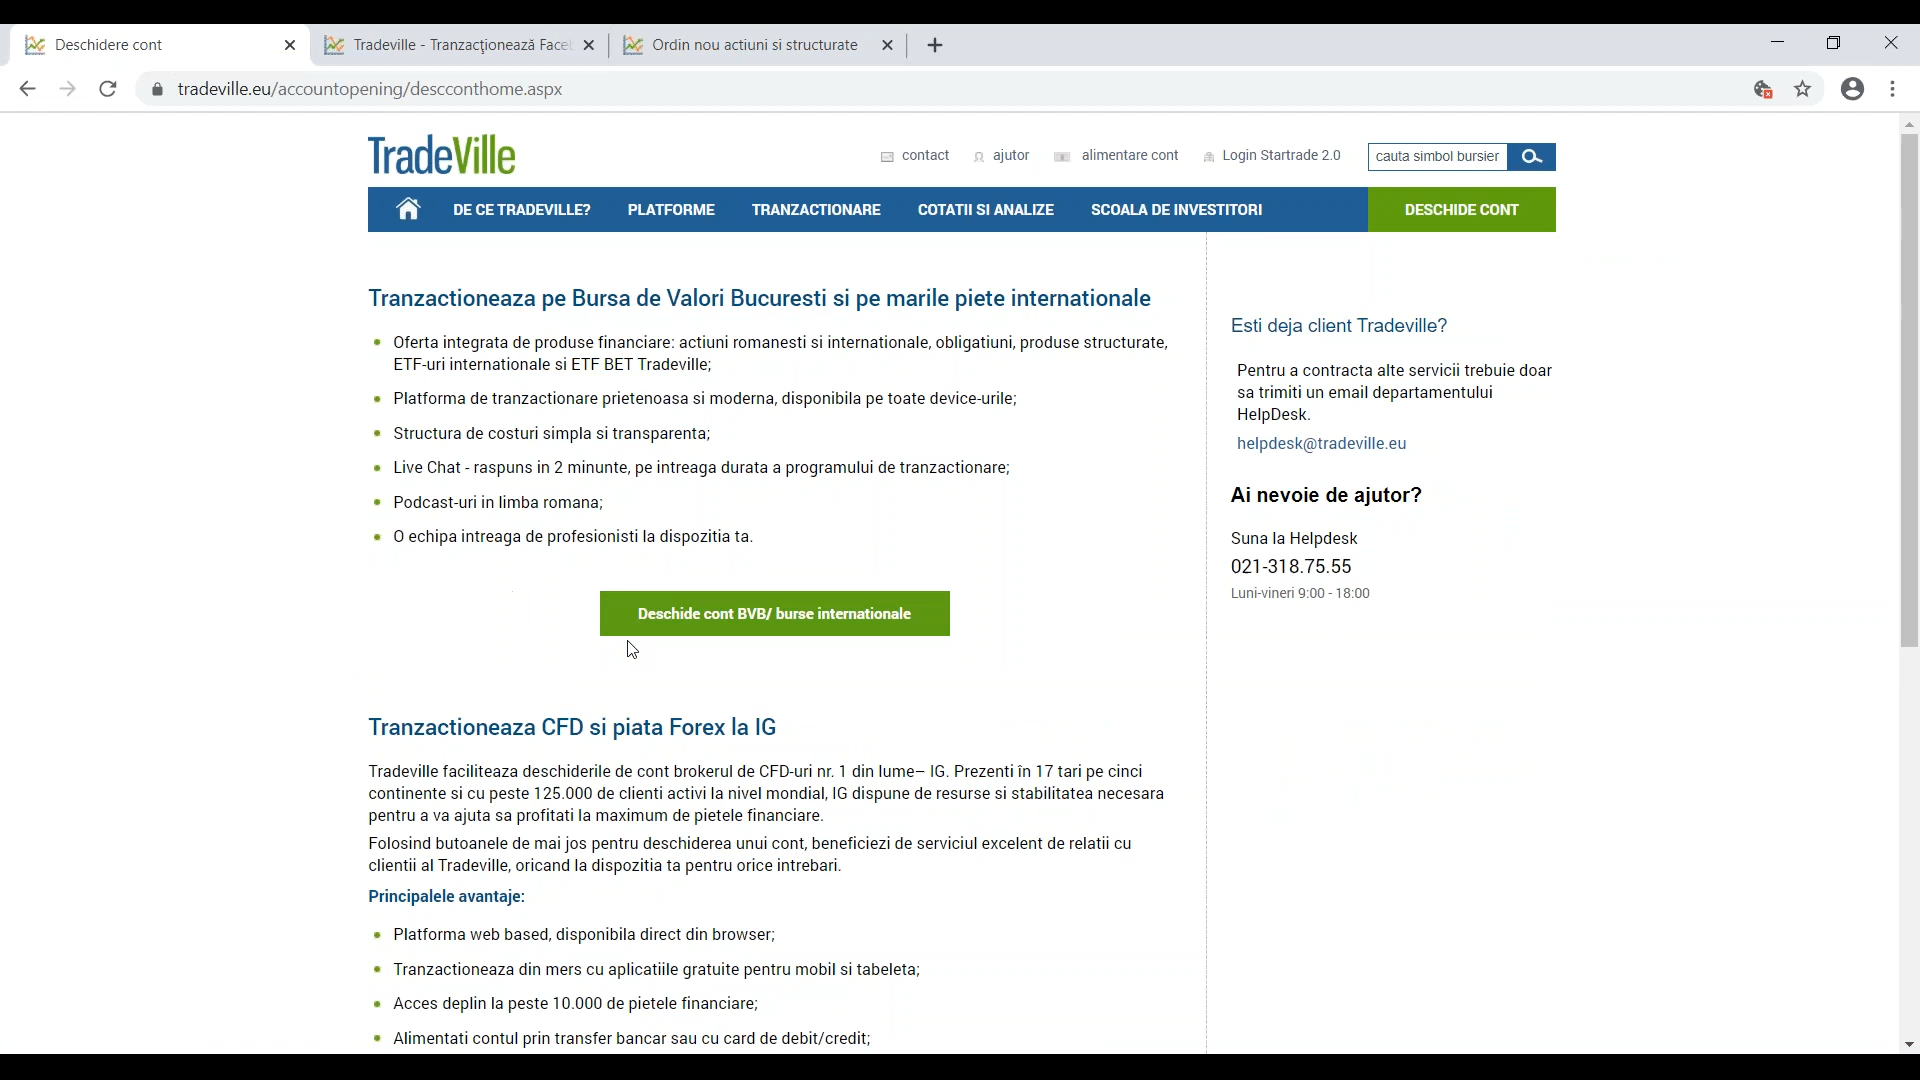 Deschidere cont
Tradeville - Tranzacționează Face
Ordin nou actiuni si structurate
tradeville.eu/accountopening/descconthome.aspx
TradeVille
contact
ajutor
alimentare cont
Login Startrade 2.0
cauta simbol bursier
DE CE TRADEVILLE?
PLATFORME
TRANZACTIONARE
COTATII SI ANALIZE
SCOALA DE INVESTITORI
DESCHIDE CONT
Tranzactioneaza pe Bursa de Valori Bucuresti si pe marile piete internationale
Oferta integrata de produse financiare: actiuni romanesti si internationale, obligatiuni, produse structurate,
ETF-uri internationale si ETF BET Tradeville;
Platforma de tranzactionare prietenoasa si moderna, disponibila pe toate device-urile;
Structura de costuri simpla si transparenta;
Live Chat - raspuns in 2 minunte, pe intreaga durata a programului de tranzactionare;
Podcast-uri in limba romana;
O echipa intreaga de profesionisti la dispozitia ta.
Deschide cont BVB/ burse internationale
Tranzactioneaza CFD si piata Forex la IG
Tradeville faciliteaza deschiderile de cont brokerul de CFD-uri nr. 1 din lume– IG. Prezenti în 17 tari pe cinci
continente si cu peste 125.000 de clienti activi la nivel mondial, IG dispune de resurse si stabilitatea necesara
pentru a va ajuta sa profitati la maximum de pietele financiare.
Folosind butoanele de mai jos pentru deschiderea unui cont, beneficiezi de serviciul excelent de relatii cu
clientii al Tradeville, oricand la dispozitia ta pentru orice intrebari.
Principalele avantaje:
Platforma web based, disponibila direct din browser;
Tranzactioneaza din mers cu aplicatiile gratuite pentru mobil si tabeleta;
Acces deplin la peste 10.000 de pietele financiare;
Alimentati contul prin transfer bancar sau cu card de debit/credit;
Esti deja client Tradeville?
Pentru a contracta alte servicii trebuie doar
sa trimiti un email departamentului
HelpDesk.
helpdesk@tradeville.eu
Ai nevoie de ajutor?
Suna la Helpdesk
021-318.75.55
Luni-vineri 9:00 - 18:00